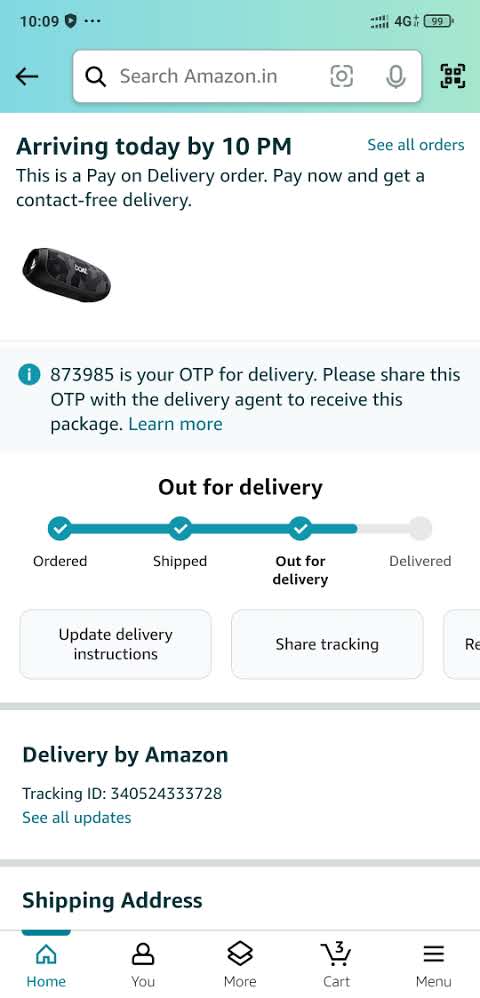 10:09
4G
99
Search Amazon.in
Arriving today by 10 PM
See all orders
This is a Pay on Delivery order. Pay now and get a
contact-free delivery.
boAt
873985 is your OTP for delivery. Please share this
OTP with the delivery agent to receive this
package. Learn more
Out for delivery
Ordered
Shipped
Out for
delivery
Delivered
Update delivery
instructions
Share tracking
Re
Delivery by Amazon
Tracking ID: 340524333728
See all updates
Shipping Address
3
Home
You
More
Cart
Menu